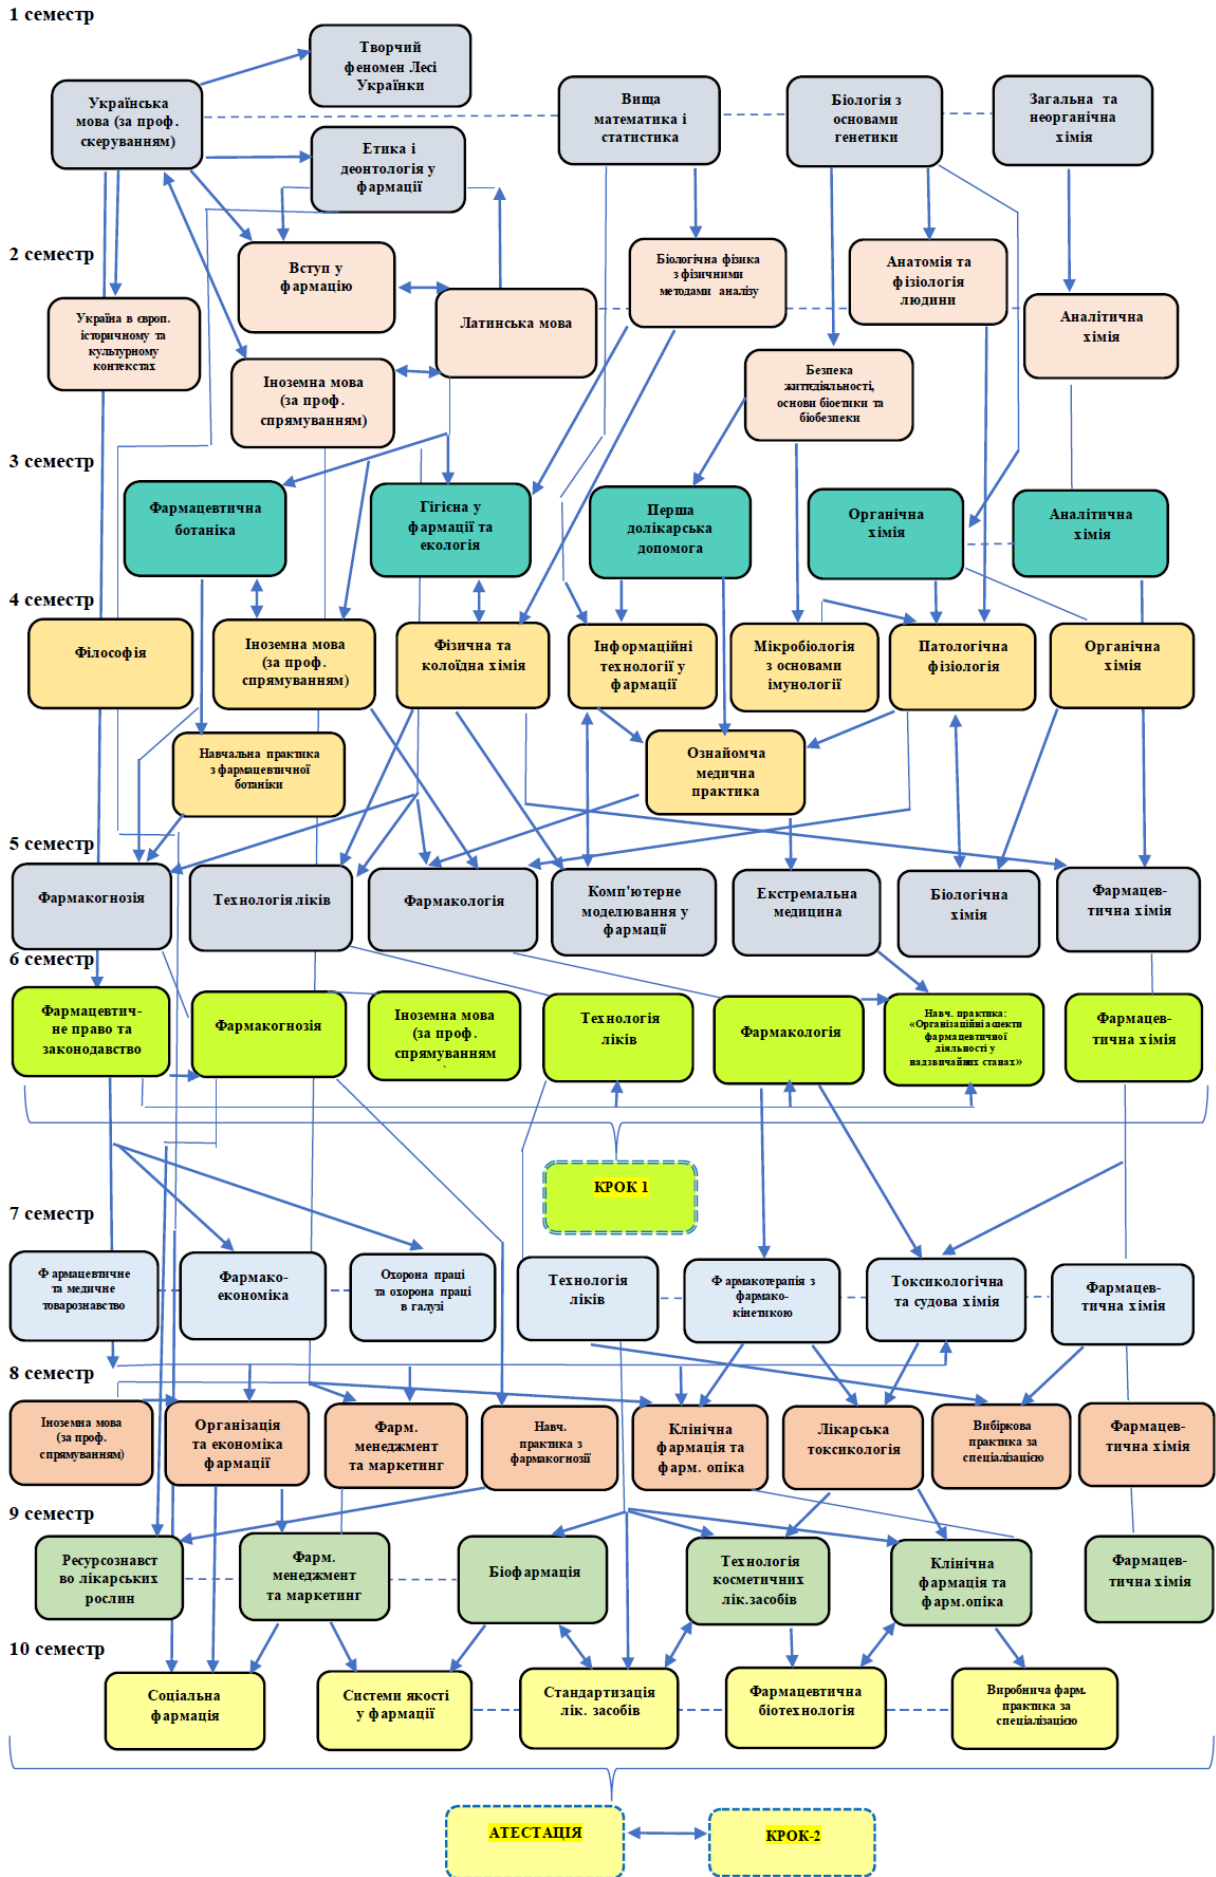 1 семестр
Творчий
феномен Лесі
Українки
Українська
мова (за проф.
скеруванням)
Вища
математика і
статистика
Біологія з
основами
генетики
Загальна та
неорганічна
хімія
Етика і
деонтологія у
фармації
2 семестр
Вступ у
фармацію
Біологічна фізика
з фізичними
методами аналізу
Анатомія та
фізіологія
людини
Україна в європ.
історичному та
культурному
контекстах
Латинська мова
Аналітична
хімія
Іноземна мова
(за проф.
спрямуванням)
Безпека
життєдіяльності,
основи біоетики та
біобезпеки
3 семестр
Фармацевтична
ботаніка
Гігієна у
фармації та
екологія
Перша
долікарська
допомога
Органічна
хімія
Аналітична
хімія
4 семестр
Філософія
Іноземна мова
(за проф.
спрямуванням)
Фізична та
колоїдна хімія
Інформаційні
технології у
фармації
Мікробіологія
з основами
імунології
Патологічна
фізіологія
Органічна
хімія
Навчальна практика
з фармацевтичної
ботаніки
Ознайомча
медична
практика
5 семестр
Фармакогнозія
Технологія ліків
Фармакологія
Комп'ютерне
моделювання у
фармації
Екстремальна
медицина
Біологічна
хімія
Фармацев-
тична хімія
6 семестр
Фармацевтич-
не право та
законодавство
Фармакогнозія
Іноземна мова
(за проф.
спрямуванням
Технологія
ліків
Фармакологія
Навч. практика:
«Організаційні аспекти
фармацевтичної
діяльності у
надзвичайних станах»
Фармацев-
тична хімія
КРОК 1
7 семестр
Фармацевтичне
та медичне
товарознавство
Фармако-
економіка
Охорона праці
та охорона праці
в галузі
Технологія
ліків
Фармакотерапія з
фармако-
кінетикою
Токсикологічна
та судова хімія
Фармацев-
тична хімія
8 семестр
Іноземна мова
(за проф.
спрямуванням)
Організація
та економіка
фармації
Фарм.
менеджмент
та маркетинг
Навч.
практика з
фармакогнозії
Клінічна
фармація та
фарм. опіка
Лікарська
токсикологія
Вибіркова
практика за
спеціалізацією
Фармацев-
тична хімія
9 семестр
Ресурсознавст
во лікарських
рослин
Фарм.
менеджмент
та маркетинг
Біофармація
Технологія
косметичних
лік.засобів
Клінічна
фармація та
фарм.опіка
Фармацев-
тична хімія
10 семестр
Соціальна
фармація
Системи якості
у фармації
Стандартизація
лік. засобів
Фармацевтична
біотехнологія
Виробнича фарм.
практика за
спеціалізацією
АТЕСТАЦІЯ
КРОК-2